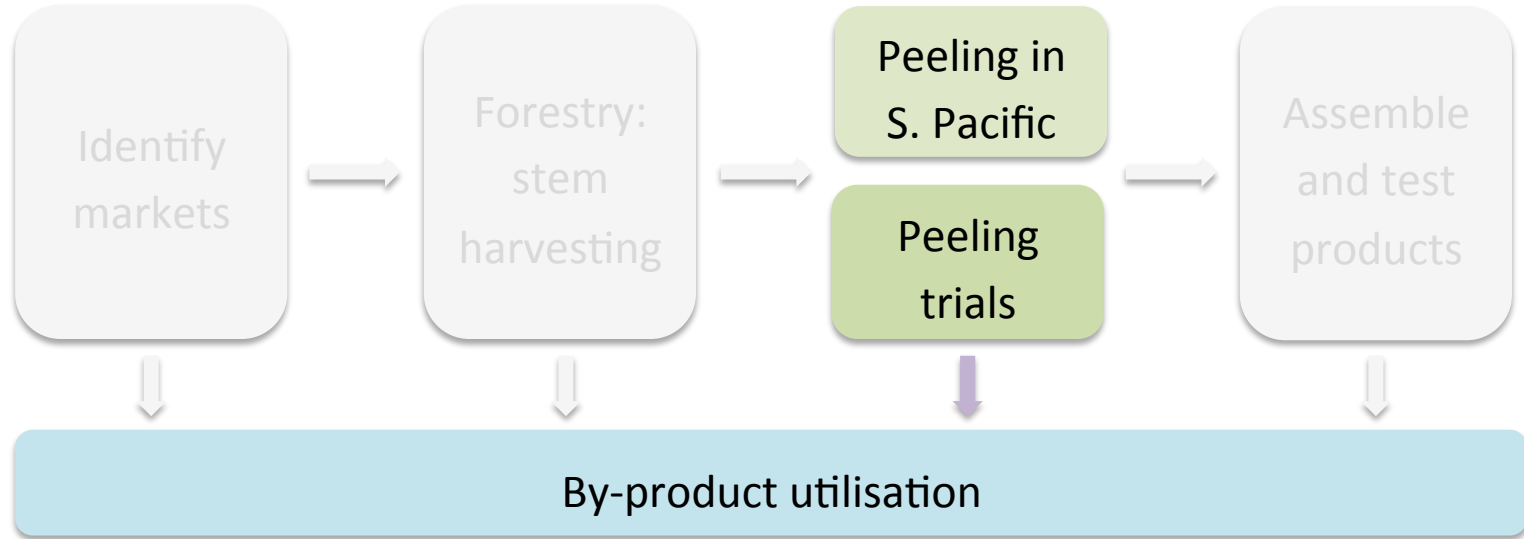 Identify
markets
Forestry:
stem
harvesting
Peeling in
S. Pacific
Peeling
trials
Assemble
and test
products
By-product utilisation